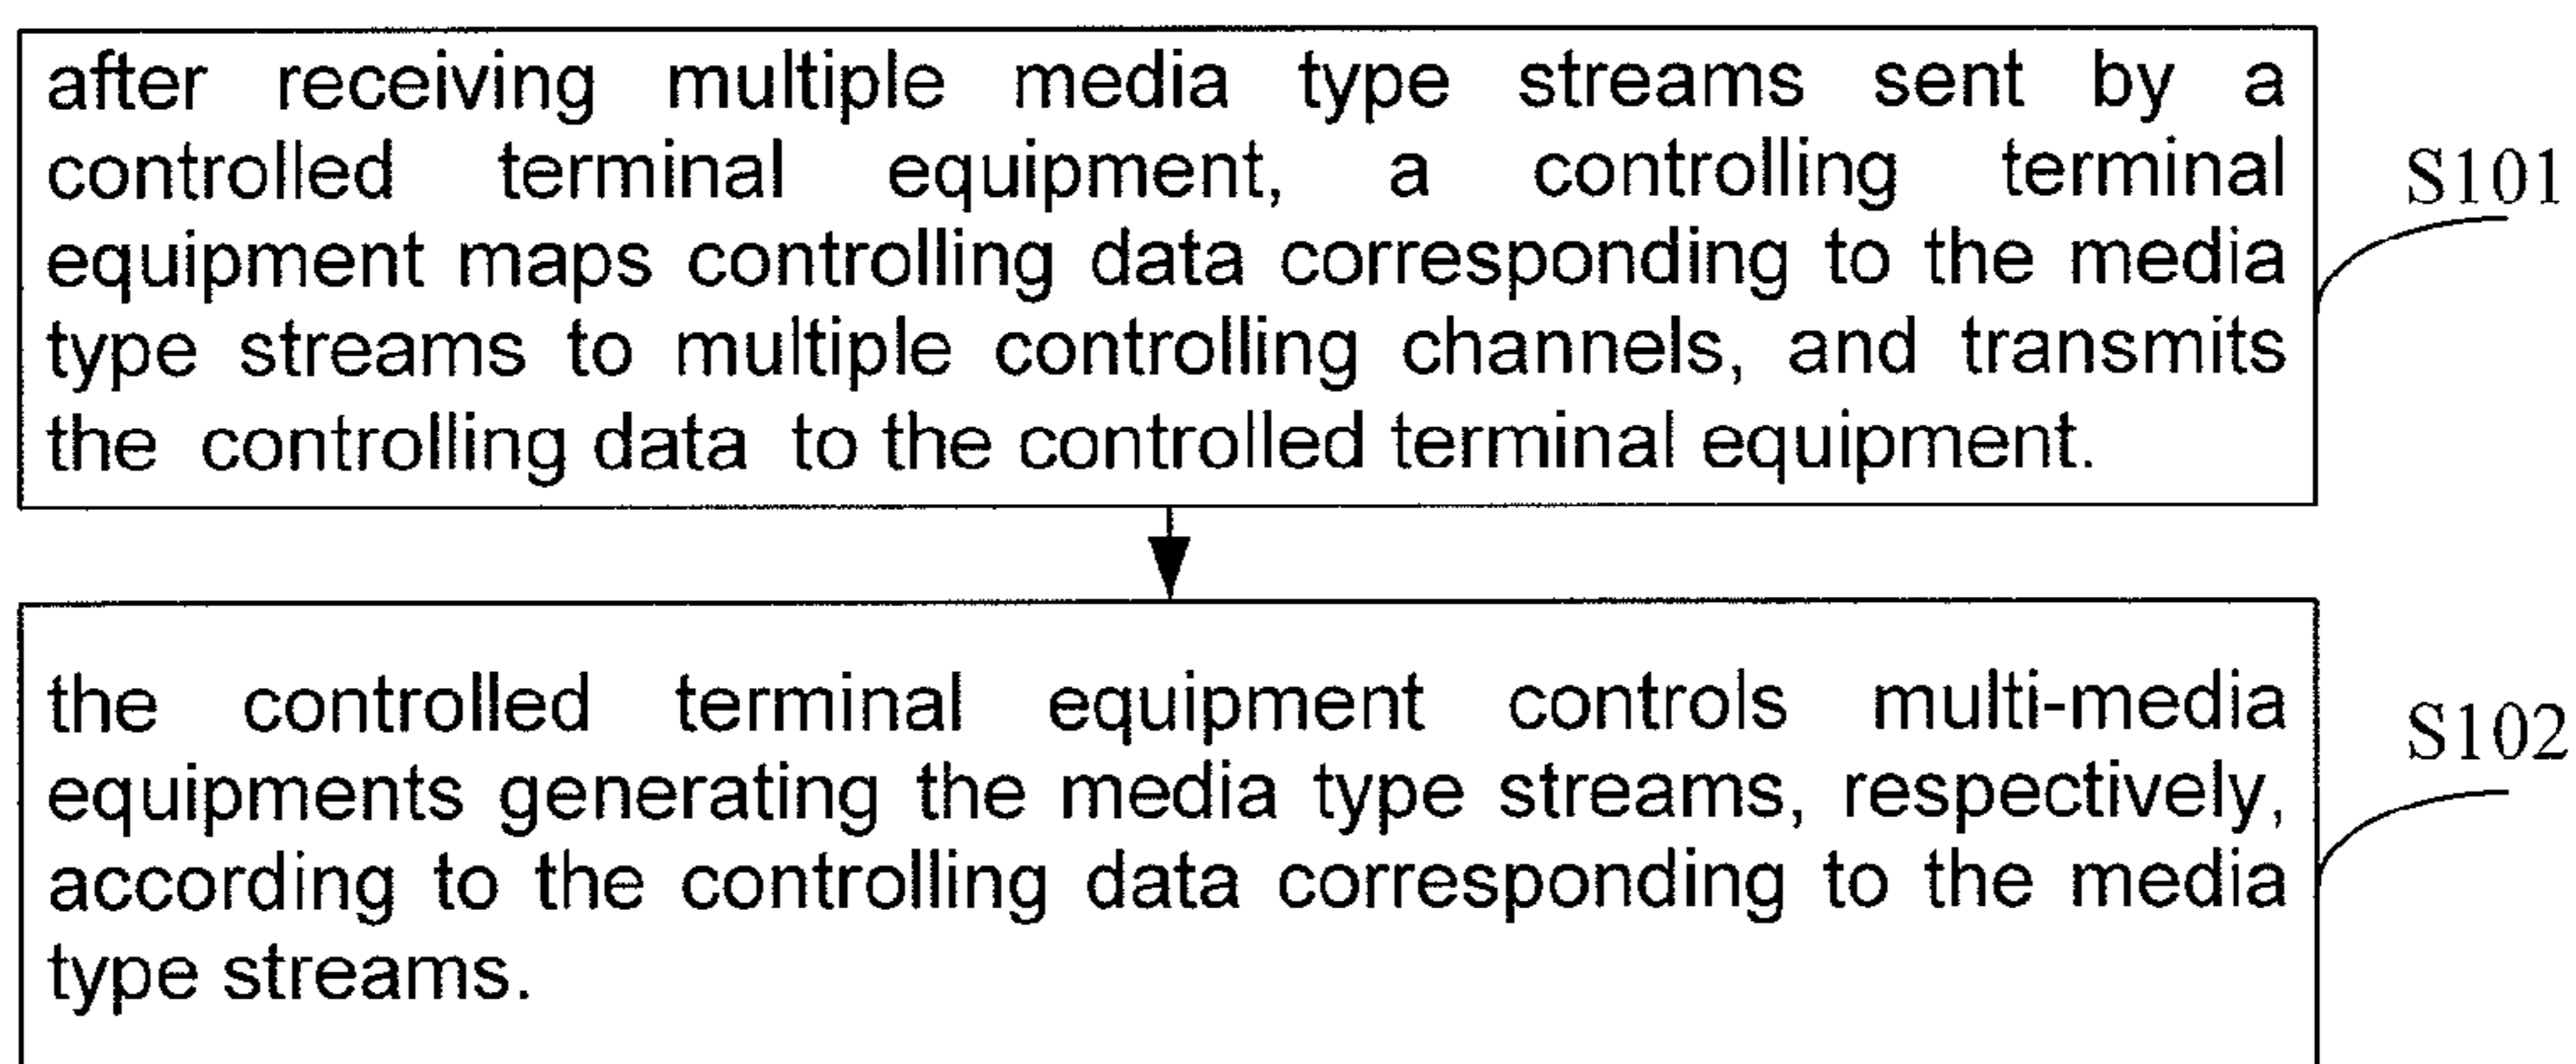 after receiving multiple media type streams sent by a
controlled terminal equipment, a controlling terminal
equipment maps controlling data corresponding to the media
type streams to multiple controlling channels, and transmits
the controlling data to the controlled terminal equipment.
S101
the controlled terminal equipment controls multi-media
equipments generating the media type streams, respectively,
according to the controlling data corresponding to the media
type streams.
S102